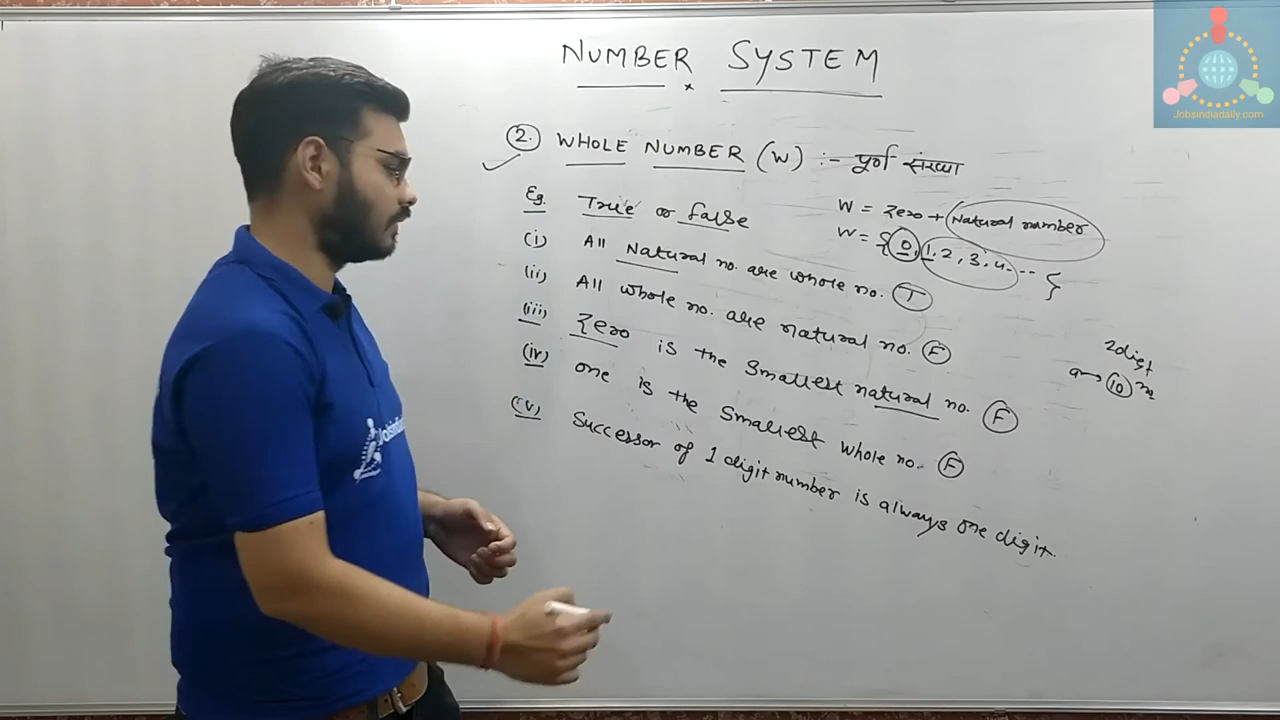 NUMBER SYSTEM
2. WHOLE NUMBER (W) :- पूर्ण संख्या
Eg. True or false
W = Zero + Natural number
W = {0, 1, 2, 3, 4, -- }
(i) All Natural no. are whole no. T
(ii) All whole no. are natural no. F
(iii) Zero is the smallest natural no. F
(iv) one is the smallest whole no. F
(v) Successor of 1 digit number is always one digit.
2digit
9→ 10
Jobsindiadaily.com